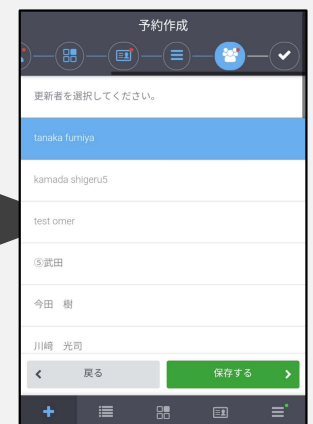 予約作成
更新者を選択してください。
tanaka fumiya
kamada shigeru5
test omer
⑤武田
今田 樹
川﨑 光司
戻る
保存する